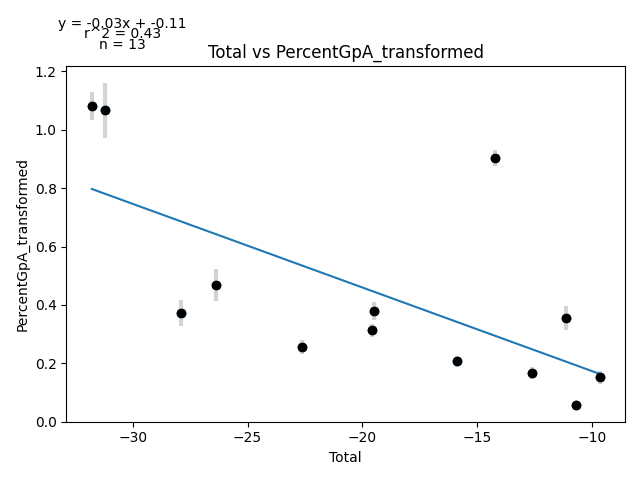 y = -0.03x + -0.11
r^2 = 0.43
n = 13
Total vs PercentGpA_transformed
1.2
1.0
0.8
0.6
0.4
0.2
0.0
PercentGpA_transformed
−30
−25
−20
−15
−10
Total